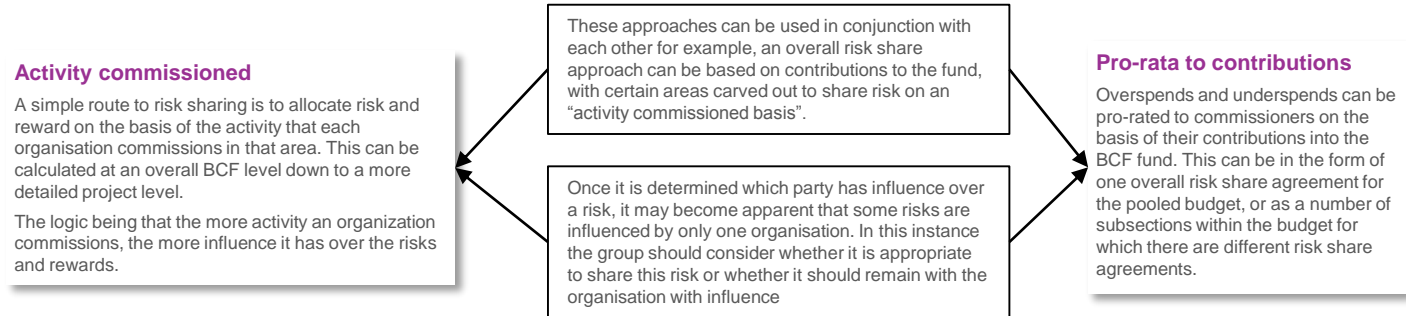 Activity commissioned
A simple route to risk sharing is to allocate risk and
reward on the basis of the activity that each
organisation commissions in that area. This can be
calculated at an overall BCF level down to a more
detailed project level.
The logic being that the more activity an organization
commissions, the more influence it has over the risks
and rewards.
These approaches can be used in conjunction with
each other for example, an overall risk share
approach can be based on contributions to the fund,
with certain areas carved out to share risk on an
“activity commissioned basis”.
Once it is determined which party has influence over
a risk, it may become apparent that some risks are
influenced by only one organisation. In this instance
the group should consider whether it is appropriate
to share this risk or whether it should remain with the
organisation with influence
Pro-rata to contributions
Overspends and underspends can be
pro-rated to commissioners on the
basis of their contributions into the
BCF fund. This can be in the form of
one overall risk share agreement for
the pooled budget, or as a number of
subsections within the budget for
which there are different risk share
agreements.